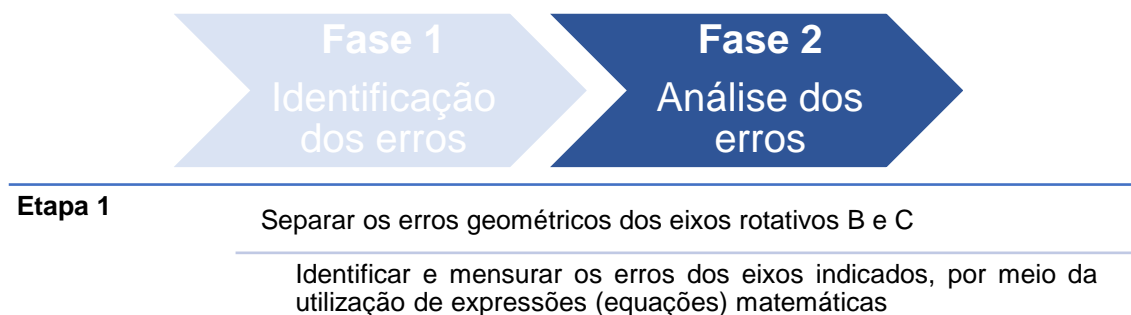 Fase 1
Identificação
dos erros
Fase 2
Análise dos
erros
Etapa 1
Separar os erros geométricos dos eixos rotativos B e C
Identificar e mensurar os erros dos eixos indicados, por meio da
utilização de expressões (equações) matemáticas